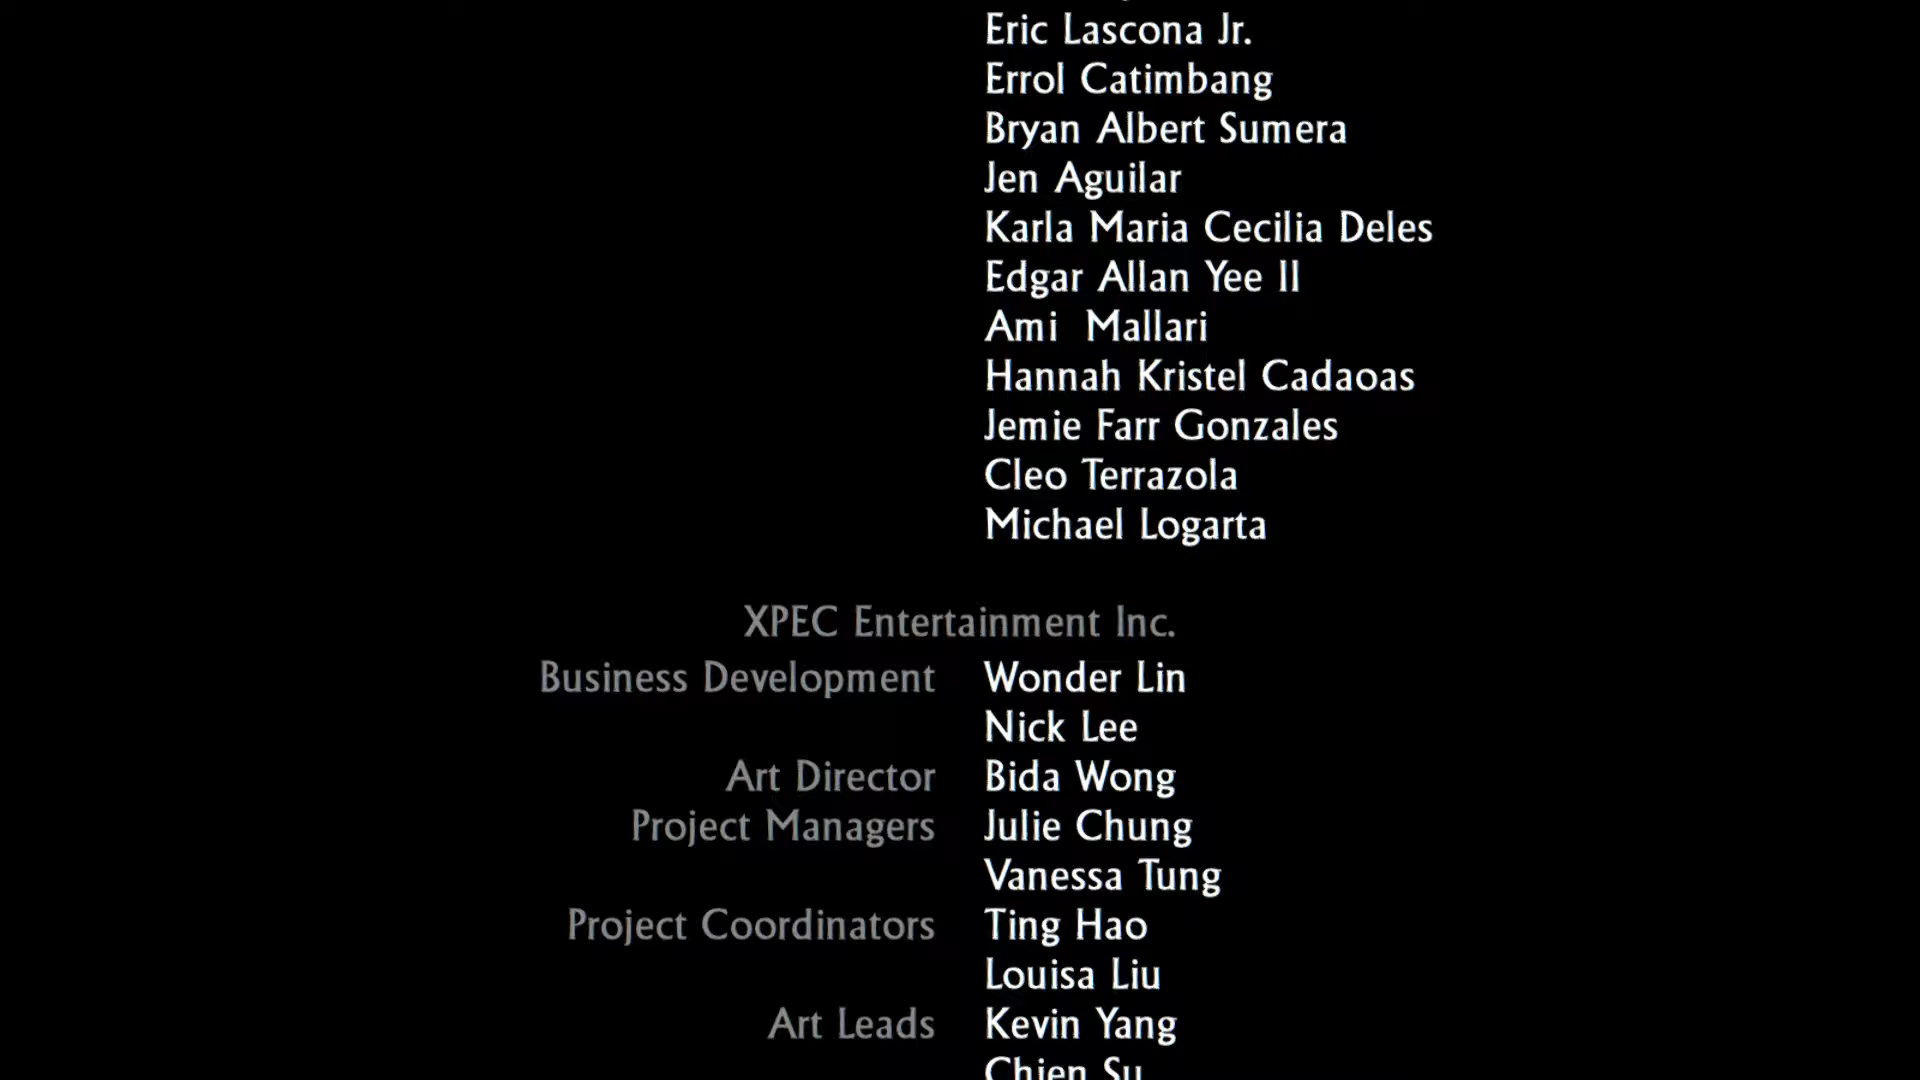 Eric Lascona Jr.
Errol Catimbang
Bryan Albert Sumera
Jen Aguilar
Karla Maria Cecilia Deles
Edgar Allan Yee II
Ami  Mallari
Hannah Kristel Cadaoas
Jemie Farr Gonzales
Cleo Terrazola
Michael Logarta
XPEC Entertainment Inc.
Business Development Wonder Lin
Nick Lee
Art Director Bida Wong
Project Managers Julie Chung
Vanessa Tung
Project Coordinators Ting Hao
Louisa Liu
Art Leads Kevin Yang
Chien Su